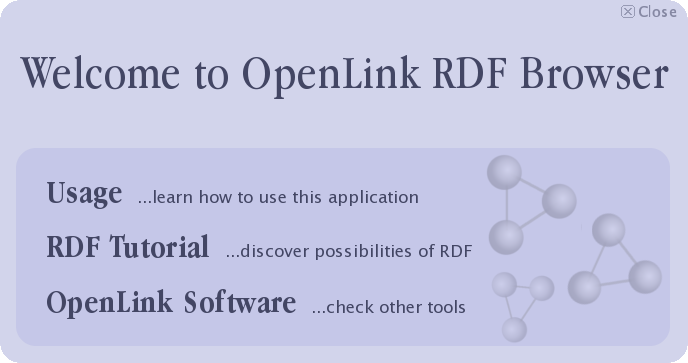 Close
Welcome to OpenLink RDF Browser
Usage ...learn how to use this application
RDF Tutorial ...discover possibilities of RDF
OpenLink Software ...check other tools